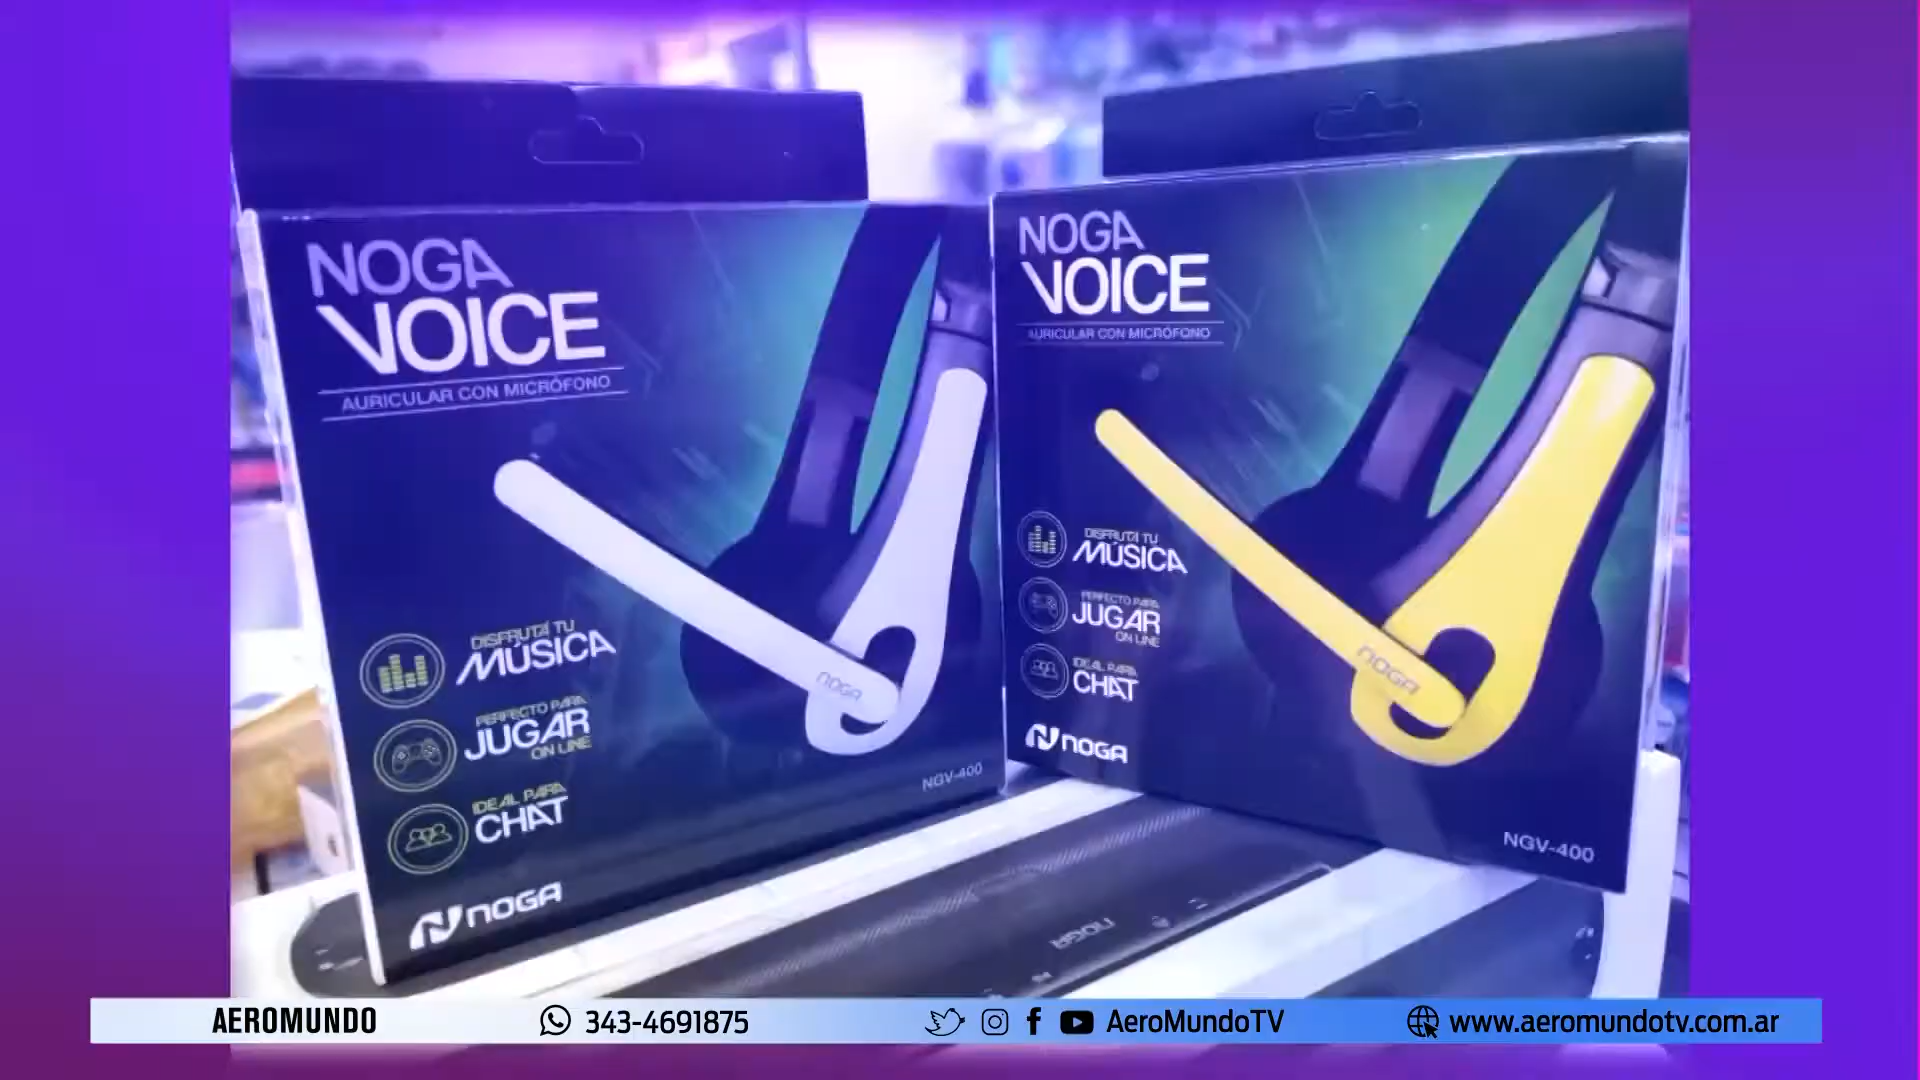 NOGA
VOICE
AURICULAR CON MICRÓFONO
DISFRUTÁ TU
MÚSICA
PERFECTO PARA
JUGAR
ON LINE
IDEAL PARA
CHAT
NOGA
NOGA
NGV-400
NOGA
VOICE
AURICULAR CON MICRÓFONO
DISFRUTÁ TU
MÚSICA
PERFECTO PARA
JUGAR
ON LINE
IDEAL PARA
CHAT
NOGA
NOGA
NGV-400
NOGA
AEROMUNDO
343-4691875
AeroMundoTV
www.aeromundotv.com.ar